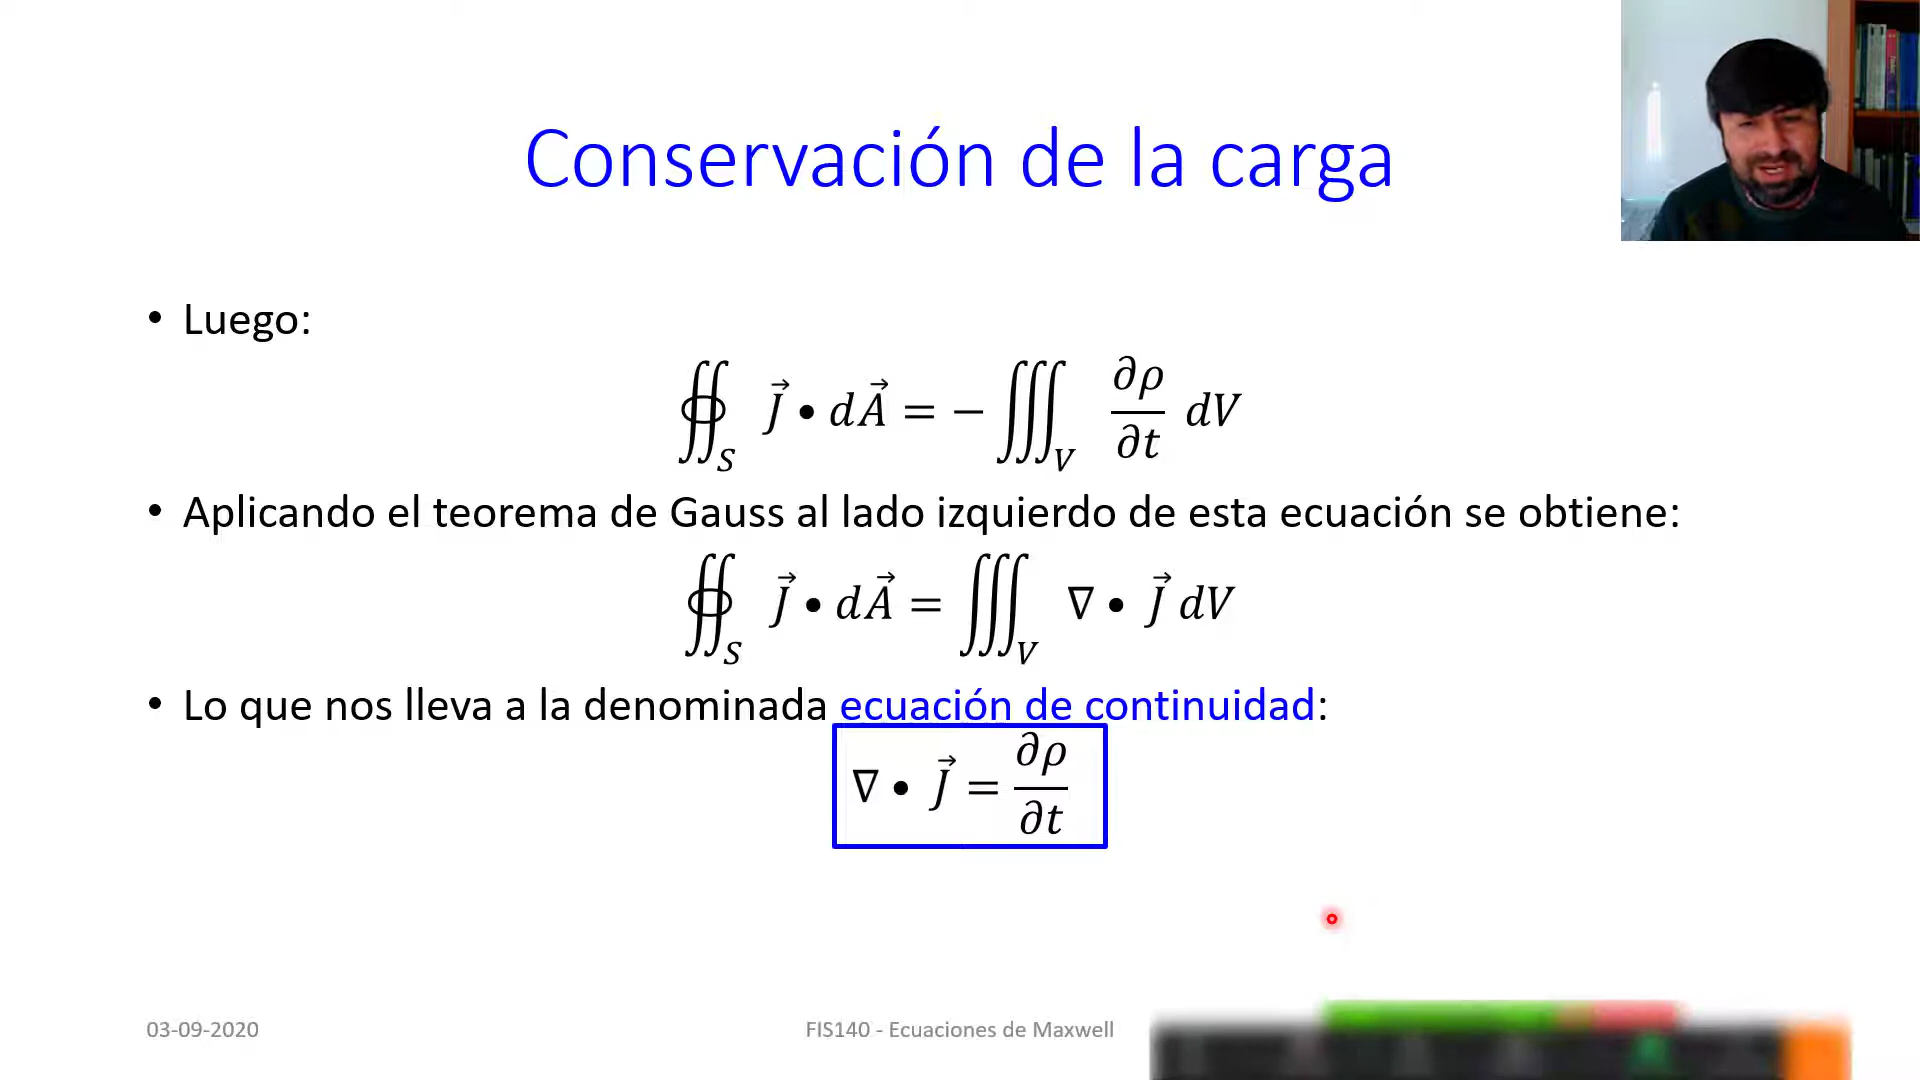 Conservación de la carga
• Luego:
∯_S J⃗ • dA⃗ = − ∭_V ∂ρ/∂t dV
• Aplicando el teorema de Gauss al lado izquierdo de esta ecuación se obtiene:
∯_S J⃗ • dA⃗ = ∭_V ∇ • J⃗ dV
• Lo que nos lleva a la denominada ecuación de continuidad:
∇ • J⃗ = ∂ρ/∂t
03-09-2020
FIS140 - Ecuaciones de Maxwell